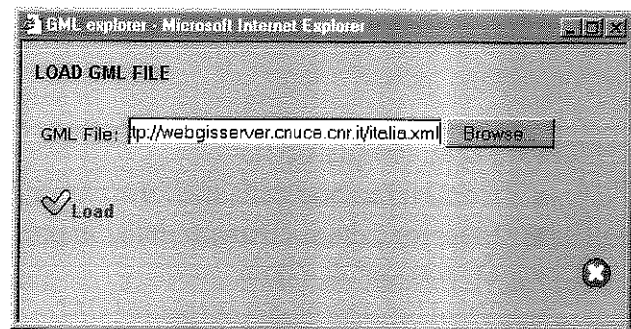 GML explorer - Microsoft Internet Explorer
LOAD GML FILE
GML File: tp://webgisserver.cnuce.cnr.it/italia.xml Browse...
Load